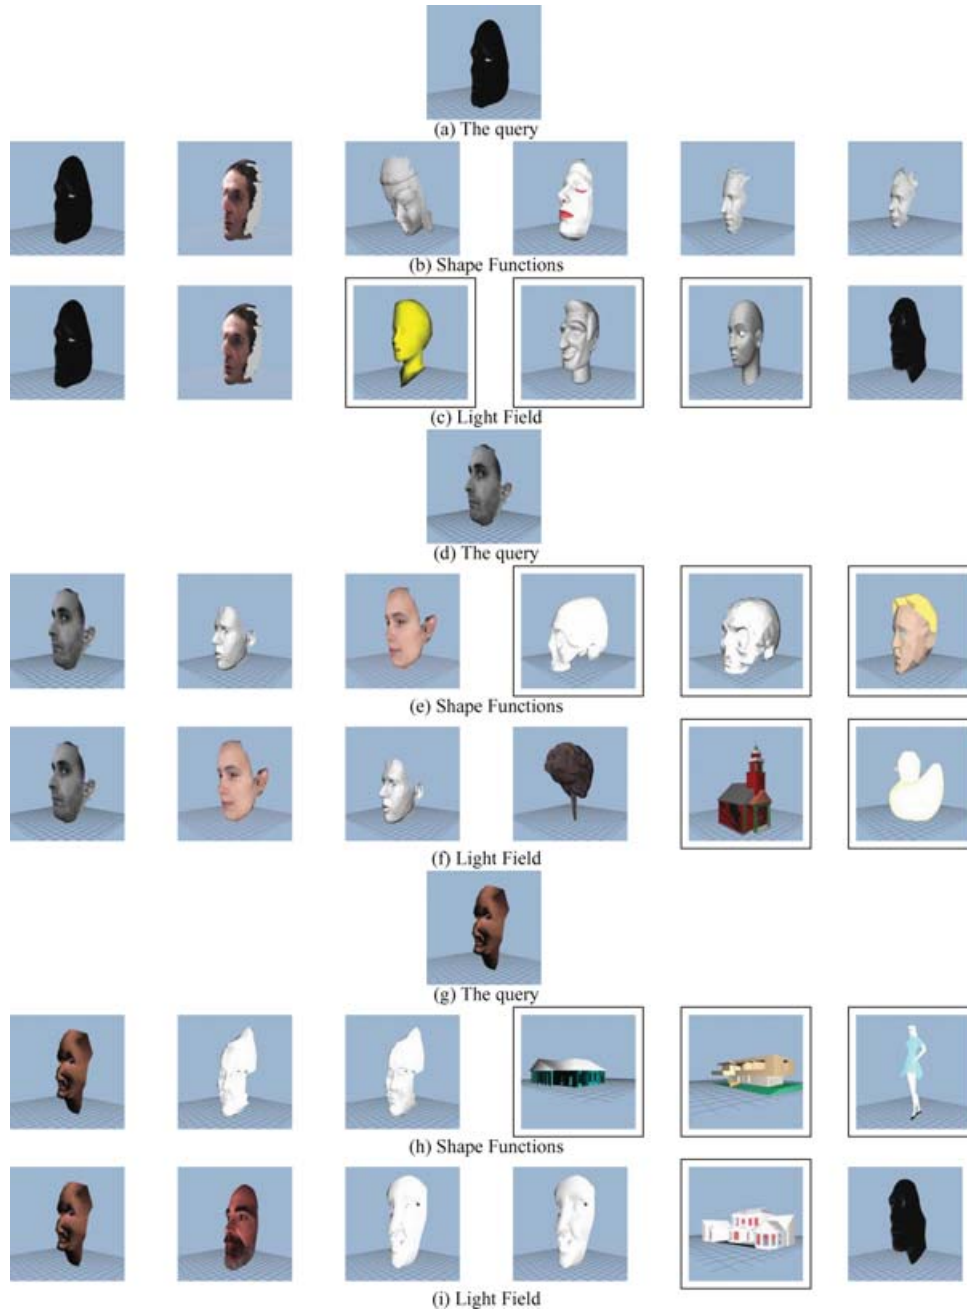 (a) The query
(b) Shape Functions
(c) Light Field
(d) The query
(e) Shape Functions
(f) Light Field
(g) The query
(h) Shape Functions
(i) Light Field